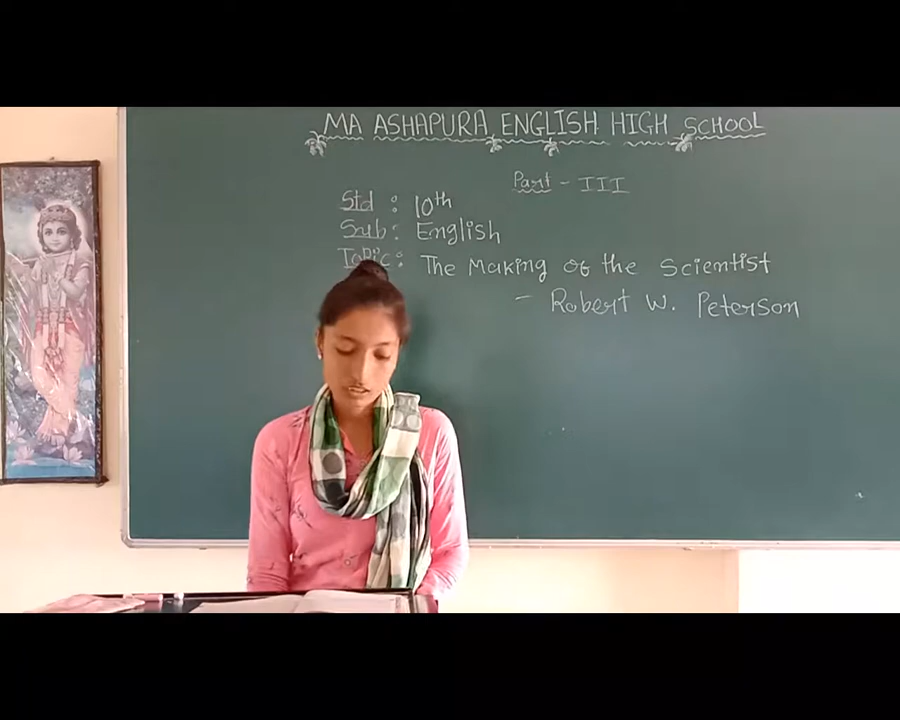 MA ASHAPURA ENGLISH HIGH SCHOOL
Part - III
Std : 10th
Sub : English
Topic : The Making of the Scientist
- Robert W. Peterson